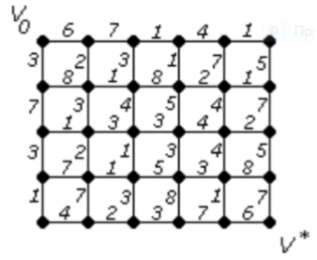 V₀
6 7 1 4 1
3 2 3 1 7 5
8 1 8 2 1
7 3 4 5 4 7
1 3 3 4 2
3 2 1 3 4 5
7 1 5 3 8
1 7 3 8 1 7
4 2 3 7 6
V*